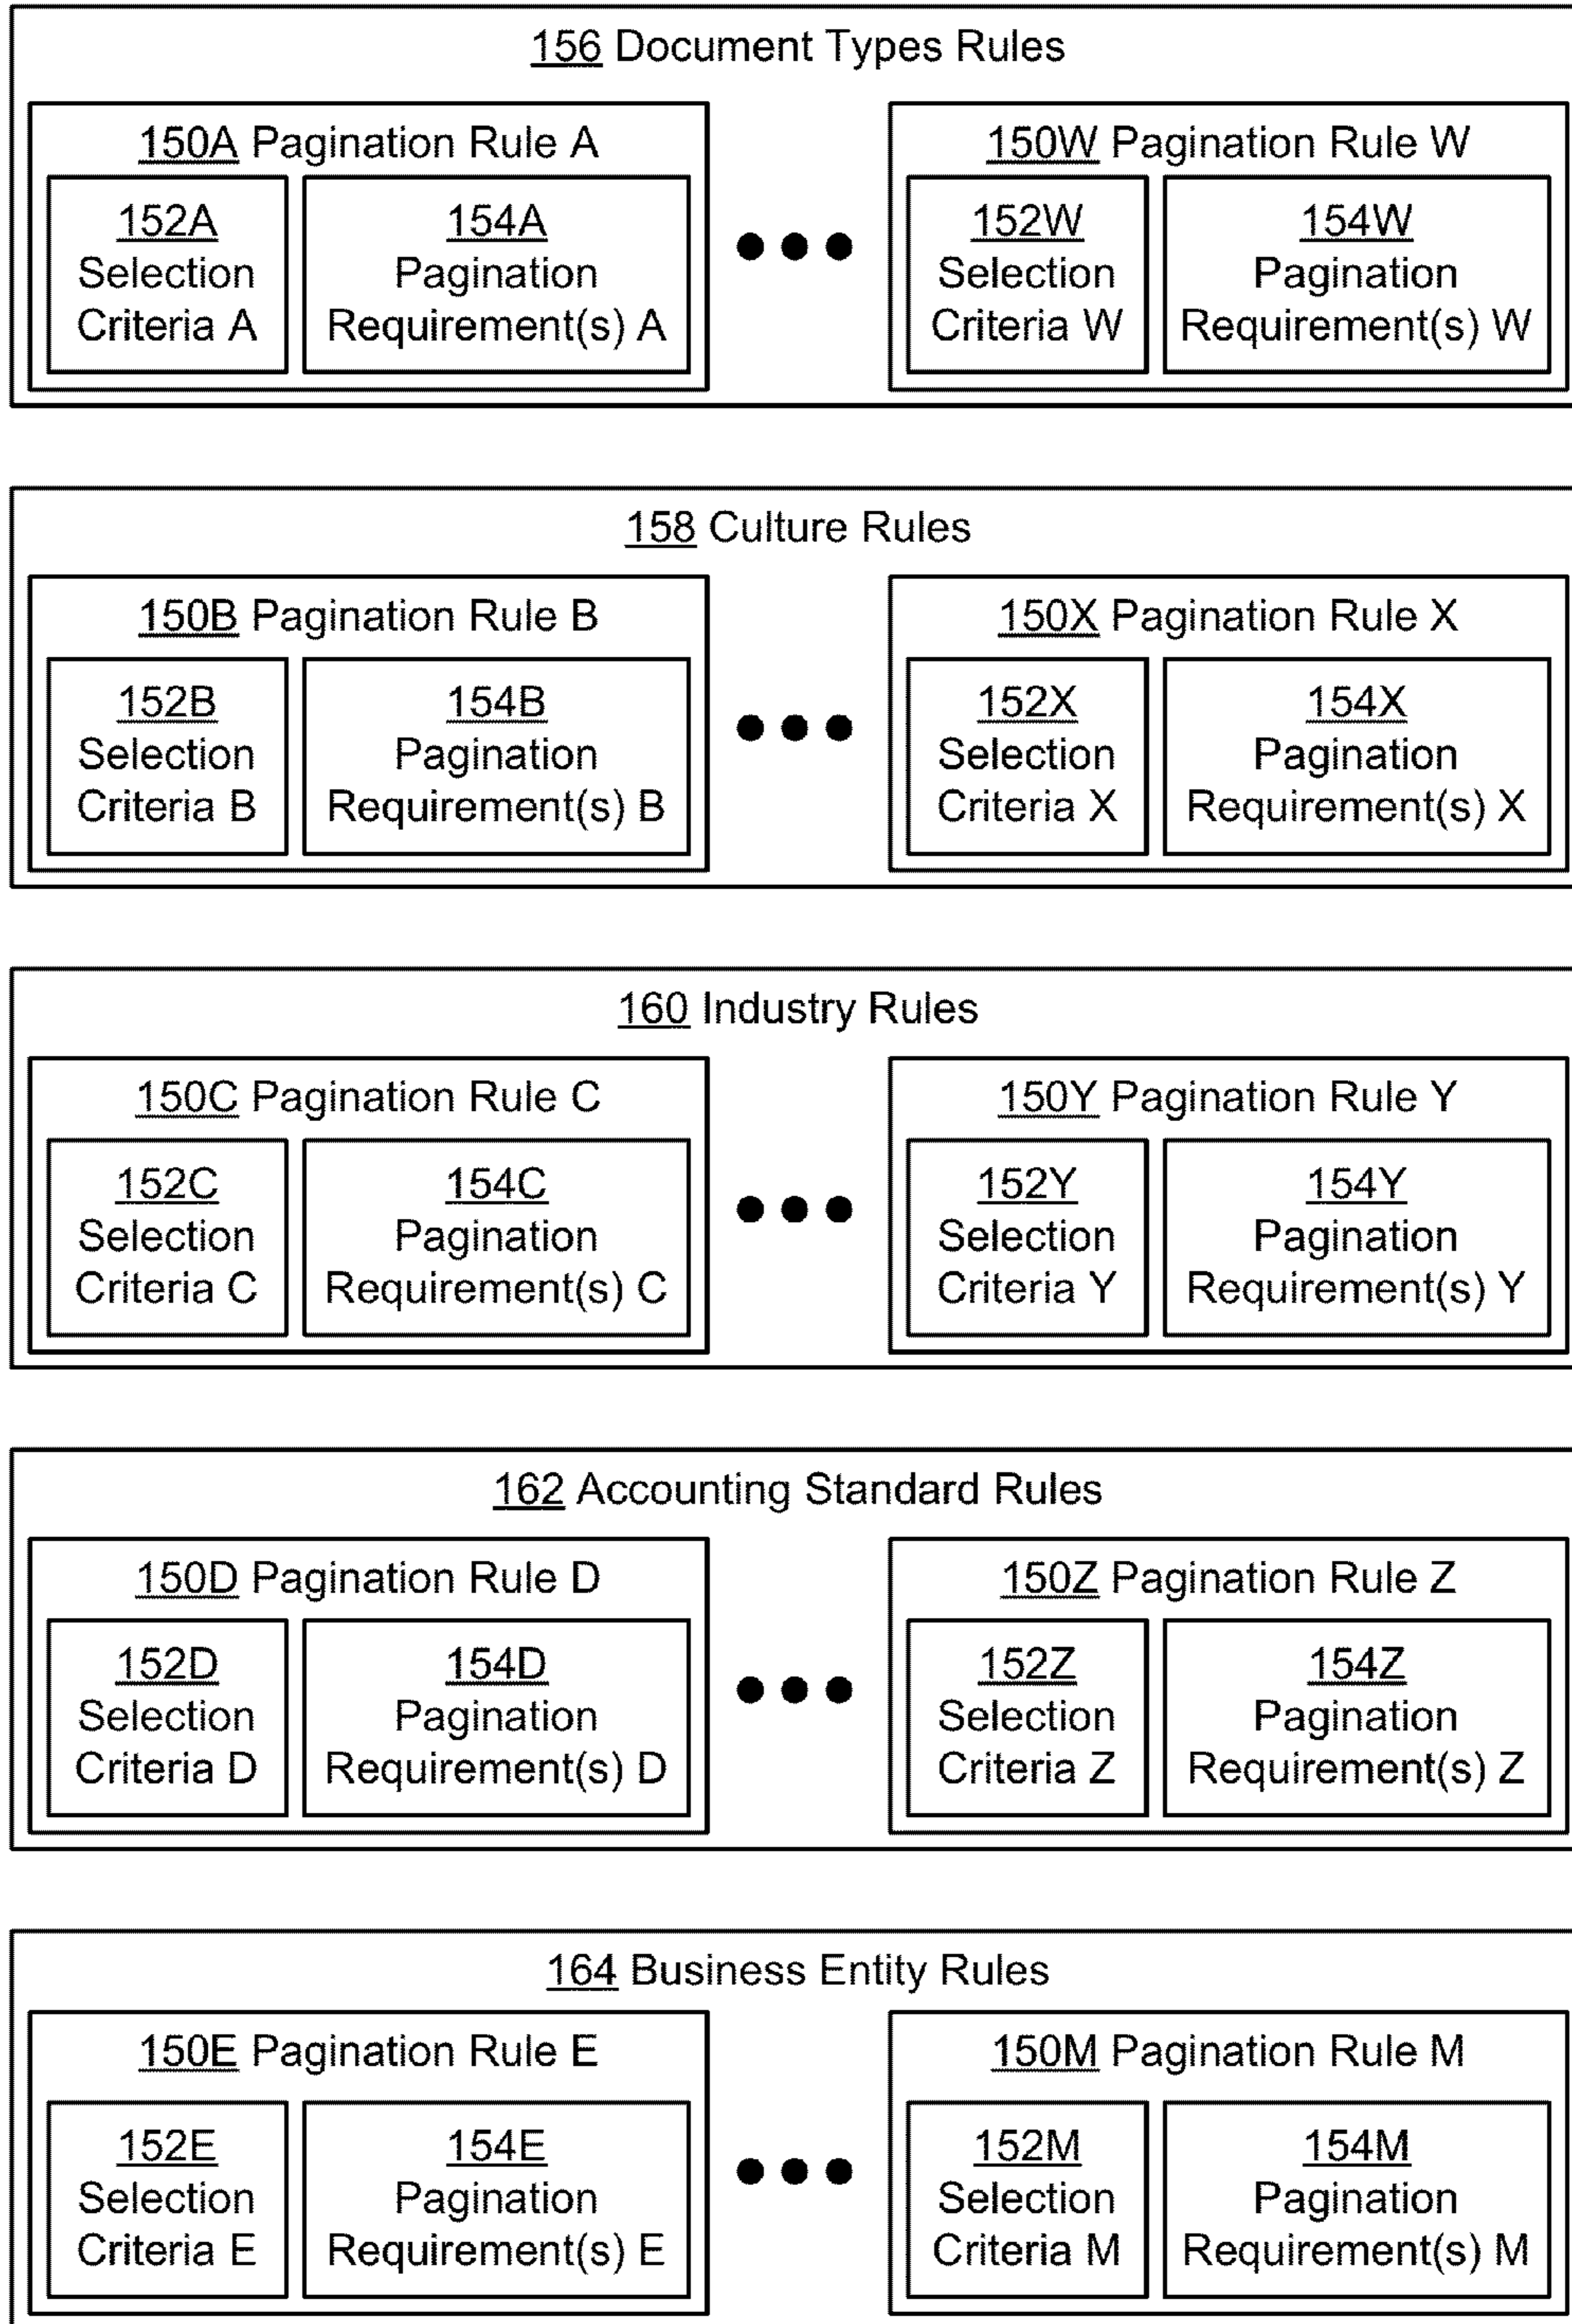 156 Document Types Rules
150A Pagination Rule A
152A
Selection
Criteria A
154A
Pagination
Requirement(s) A
150W Pagination Rule W
152W
Selection
Criteria W
154W
Pagination
Requirement(s) W
158 Culture Rules
150B Pagination Rule B
152B
Selection
Criteria B
154B
Pagination
Requirement(s) B
150X Pagination Rule X
152X
Selection
Criteria X
154X
Pagination
Requirement(s) X
160 Industry Rules
150C Pagination Rule C
152C
Selection
Criteria C
154C
Pagination
Requirement(s) C
150Y Pagination Rule Y
152Y
Selection
Criteria Y
154Y
Pagination
Requirement(s) Y
162 Accounting Standard Rules
150D Pagination Rule D
152D
Selection
Criteria D
154D
Pagination
Requirement(s) D
150Z Pagination Rule Z
152Z
Selection
Criteria Z
154Z
Pagination
Requirement(s) Z
164 Business Entity Rules
150E Pagination Rule E
152E
Selection
Criteria E
154E
Pagination
Requirement(s) E
150M Pagination Rule M
152M
Selection
Criteria M
154M
Pagination
Requirement(s) M